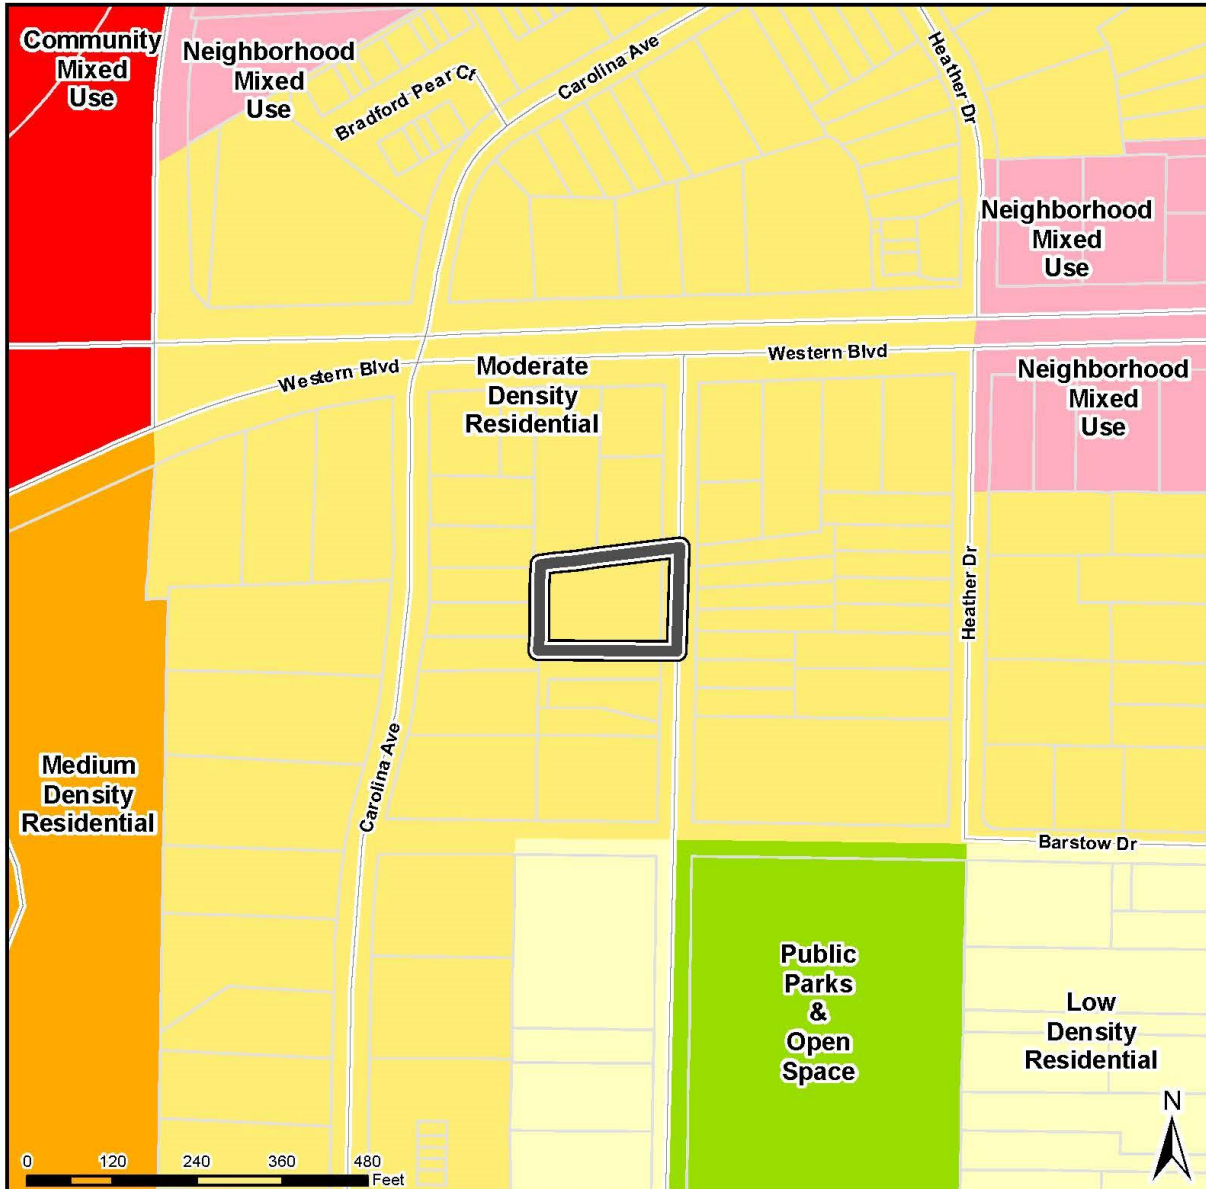 Community
Mixed
Use
Neighborhood
Mixed
Use
Bradford Pear Ct
Carolina Ave
Heather Dr
Neighborhood
Mixed
Use
Western Blvd
Moderate
Density
Residential
Western Blvd
Neighborhood
Mixed
Use
Heather Dr
Carolina Ave
Medium
Density
Residential
Barstow Dr
Public
Parks
&
Open
Space
Low
Density
Residential
N
0 120 240 360 480
Feet